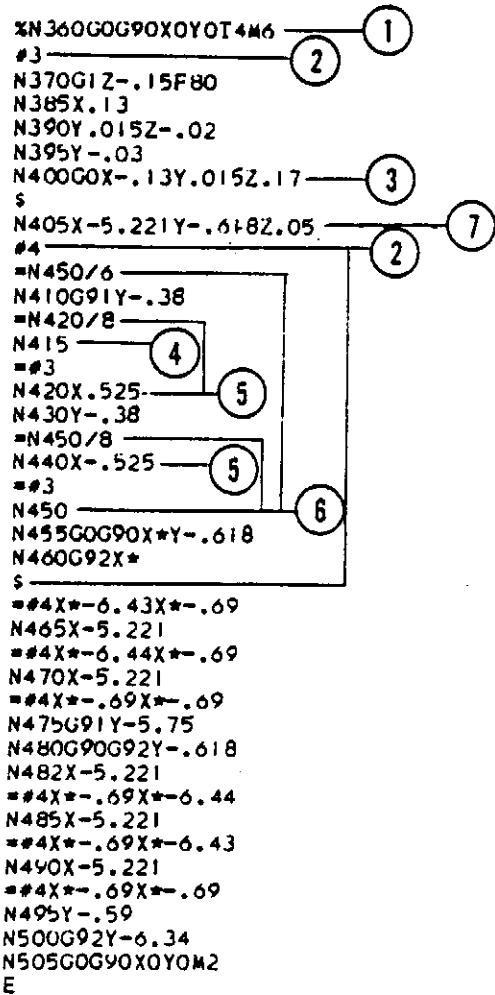 %N360G0G90X0Y0T4M6 1
#3 2
N370G1Z-.15F80
N385X.13
N390Y.015Z-.02
N395Y-.03
N400G0X-.13Y.015Z.17 3
$
N405X-5.221Y-.618Z.05 7
#4 2
=N450/6
N410G91Y-.38
=N420/8
N415 4
=#3
N420X.525 5
N430Y-.38
=N450/8
N440X-.525 5
=#3
N450 6
N455G0G90X*Y-.618
N460G92X*
$
=#4X*-6.43X*-.69
N465X-5.221
=#4X*-6.44X*-.69
N470X-5.221
=#4X*-.69X*-.69
N475G91Y-5.75
N480G90G92Y-.618
N482X-5.221
=#4X*-.69X*-6.44
N485X-5.221
=#4X*-.69X*-6.43
N490X-5.221
=#4X*-.69X*-.69
N495Y-.59
N500G92Y-6.34
N505G0G90X0Y0M2
E